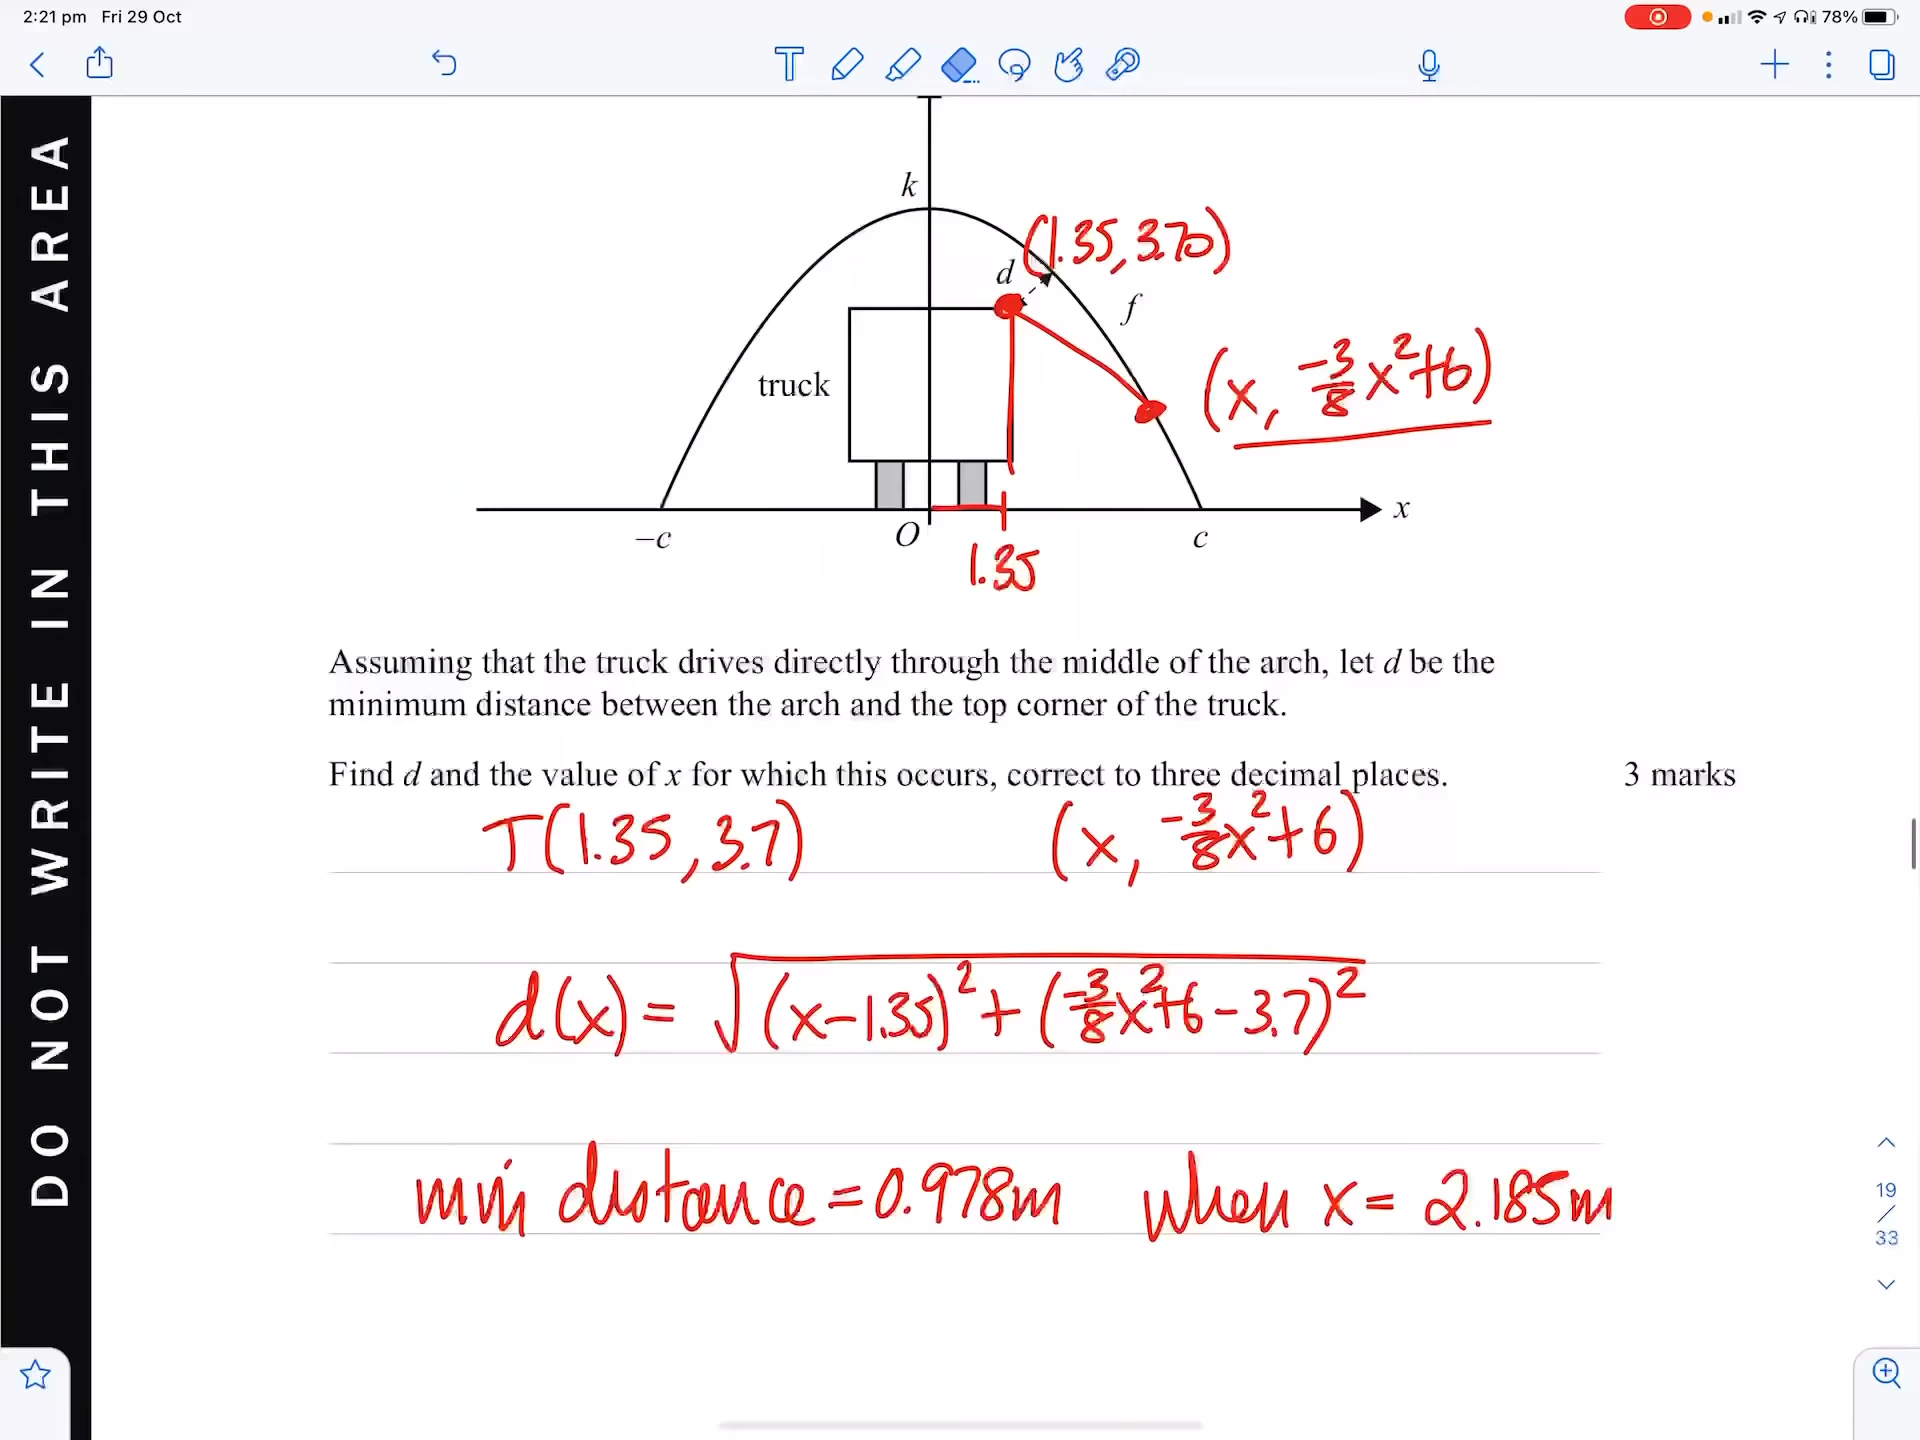 2:21 pm Fri 29 Oct
78%
DO NOT WRITE IN THIS AREA
k
(1.35, 3.70)
d
f
truck
(x, -3/8 x²+6)
-c
O
c
x
1.35
Assuming that the truck drives directly through the middle of the arch, let d be the
minimum distance between the arch and the top corner of the truck.
Find d and the value of x for which this occurs, correct to three decimal places. 3 marks
T(1.35, 3.7) (x, -3/8 x²+6)
d(x) = √((x-1.35)² + (-3/8 x²+6-3.7)²)
min distance = 0.978m when x = 2.185m
19
/
33